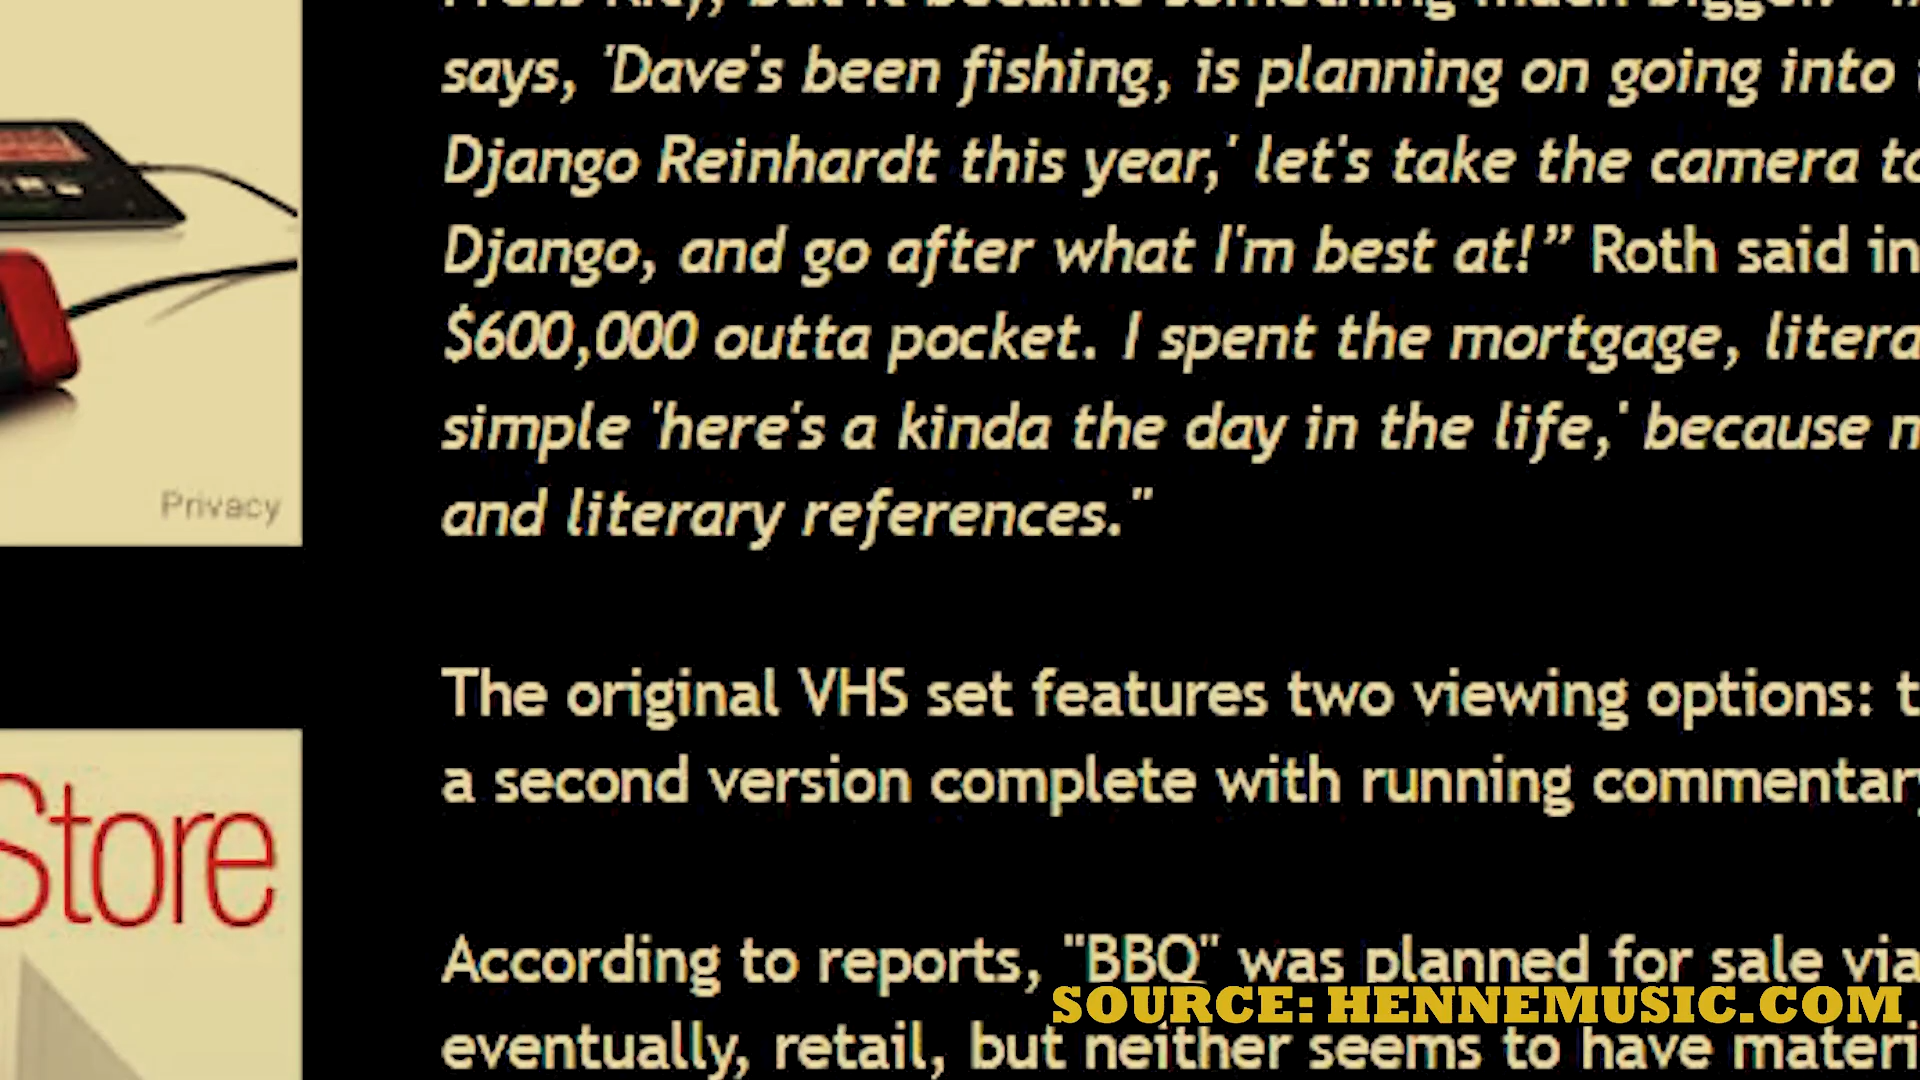 says, 'Dave's been fishing, is planning on going into
Django Reinhardt this year,' let's take the camera to
Django, and go after what I'm best at!” Roth said in
$600,000 outta pocket. I spent the mortgage,
simple 'here's a kinda the day in the life,' because
and literary references."
Privacy
The original VHS set features two viewing options:
a second version complete with running commentary
Store
According to reports, "BBQ" was planned for sale via
SOURCE: HENNEMUSIC.COM
eventually, retail, but neither seems to have